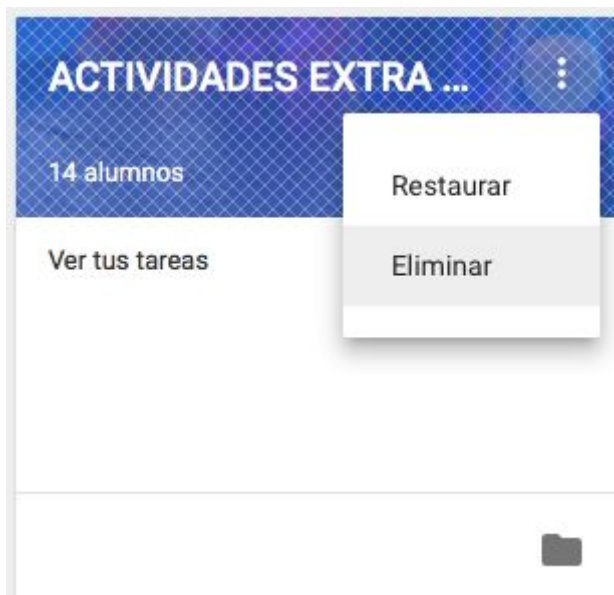 ACTIVIDADES EXTRA ...
14 alumnos
Restaurar
Ver tus tareas
Eliminar